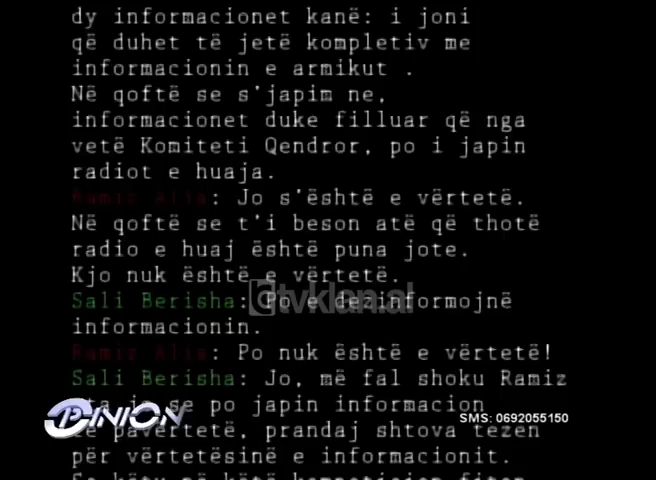 dy informacionet kanë: i joni
që duhet të jetë kompletiv me
informacionin e armikut .
Në qoftë se s'japim ne,
informacionet duke filluar që nga
vetë Komiteti Qendror, po i japin
radiot e huaja.
Ramiz Alia: Jo s'është e vërtetë.
Në qoftë se t'i beson atë që thotë
radio e huaj është puna jote.
Kjo nuk është e vërtetë.
Sali Berisha: Po e dezinformojnë
tvklan.al
informacionin.
Ramiz Alia: Po nuk është e vërtetë!
Sali Berisha: Jo, më fal shoku Ramiz
se po japin informacion
OPINION
SMS: 0692055150
të pavërtetë, prandaj shtova tezën
për vërtetësinë e informacionit.